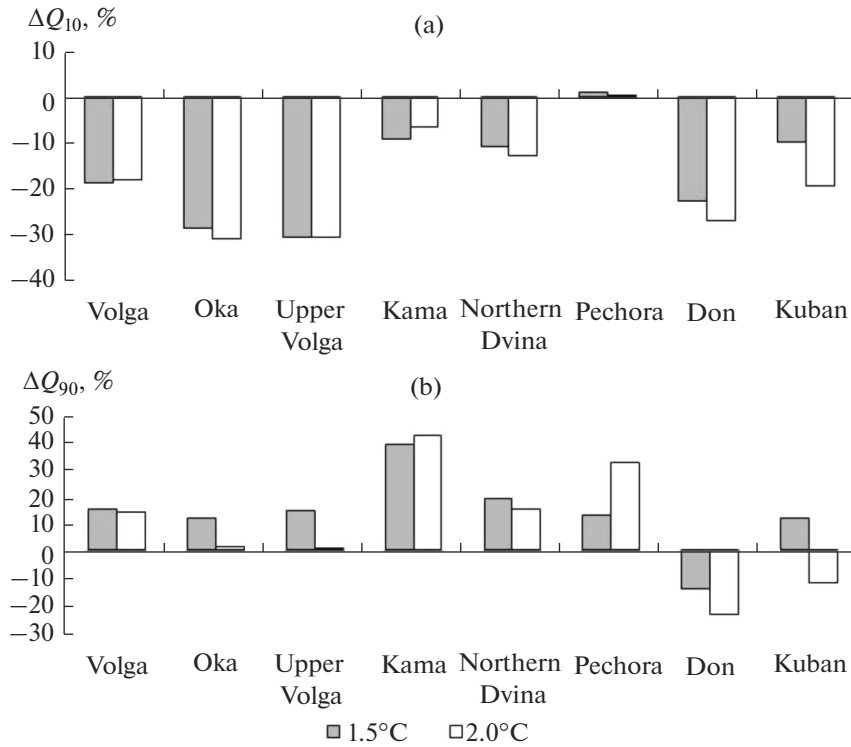 ΔQ10, %
(a)
10
0
−10
−20
−30
−40
Volga Oka Upper Volga Kama Northern Dvina Pechora Don Kuban
ΔQ90, %
(b)
50
40
30
20
10
0
−10
−20
−30
Volga Oka Upper Volga Kama Northern Dvina Pechora Don Kuban
1.5°C 2.0°C